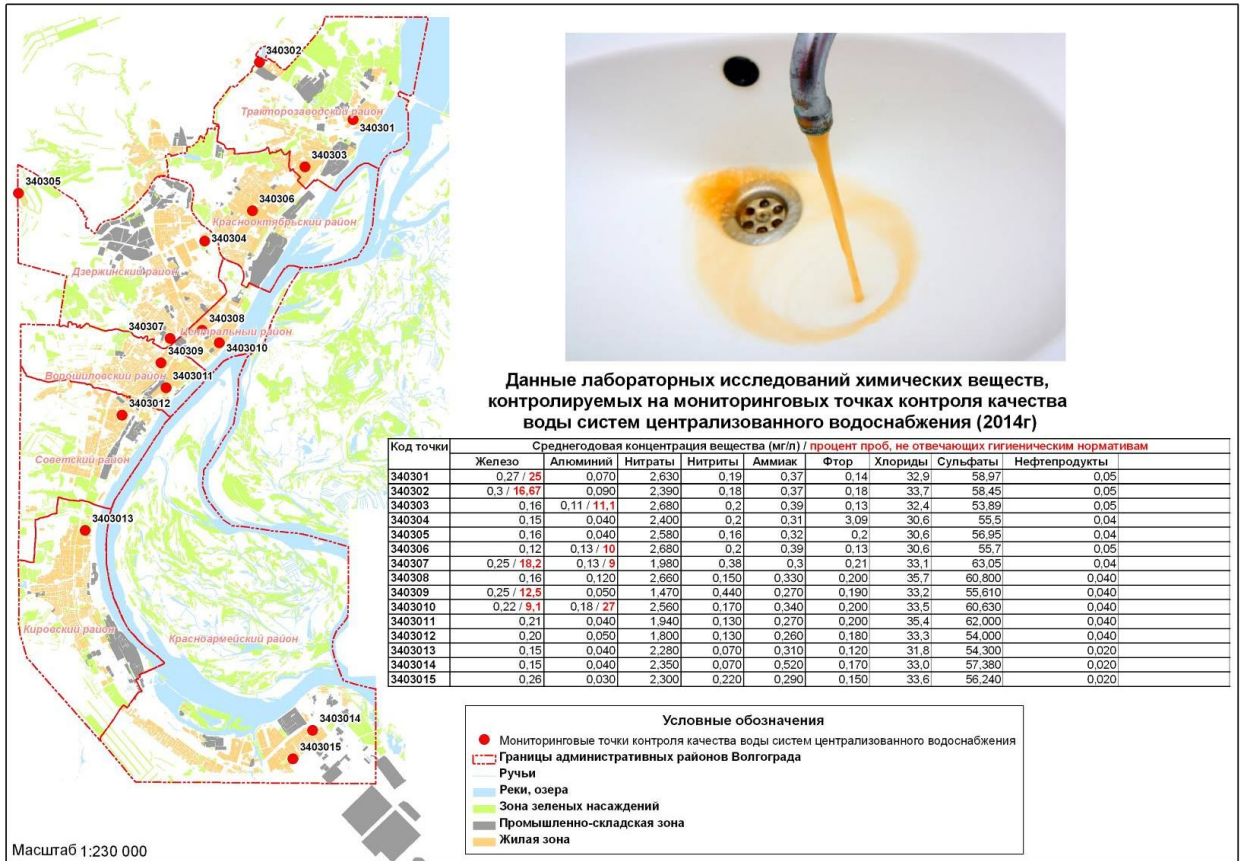 340302
Тракторозаводский район
340301
340303
340305
340306
Краснооктябрьский район
340304
Дзержинский район
340308
340307
Центральный район
3403010
340309
Ворошиловский район
3403011
3403012
Советский район
3403013
Кировский район
Красноармейский район
3403014
3403015
Масштаб 1:230 000
Данные лабораторных исследований химических веществ,
контролируемых на мониторинговых точках контроля качества
воды систем централизованного водоснабжения (2014г)
Код точки Среднегодовая концентрация вещества (мг/л) / процент проб, не отвечающих гигиеническим нормативам
Железо Алюминий Нитраты Нитриты Аммиак Фтор Хлориды Сульфаты Нефтепродукты
340301 0,27 / 25 0,070 2,630 0,19 0,37 0,14 32,9 58,97 0,05
340302 0,3 / 16,67 0,090 2,390 0,18 0,37 0,18 33,7 58,45 0,05
340303 0,16 0,11 / 11,1 2,680 0,2 0,39 0,13 32,4 53,89 0,05
340304 0,15 0,040 2,400 0,2 0,31 3,09 30,6 55,5 0,04
340305 0,16 0,040 2,580 0,16 0,32 0,2 30,6 56,95 0,04
340306 0,12 0,13 / 10 2,680 0,2 0,39 0,13 30,6 55,7 0,05
340307 0,25 / 18,2 0,13 / 9 1,980 0,38 0,3 0,21 33,1 63,05 0,04
340308 0,16 0,120 2,660 0,150 0,330 0,200 35,7 60,800 0,040
340309 0,25 / 12,5 0,050 1,470 0,440 0,270 0,190 33,2 55,610 0,040
3403010 0,22 / 9,1 0,18 / 27 2,560 0,170 0,340 0,200 33,5 60,630 0,040
3403011 0,21 0,040 1,940 0,130 0,270 0,200 35,4 62,000 0,040
3403012 0,20 0,050 1,800 0,130 0,260 0,180 33,3 54,000 0,040
3403013 0,15 0,040 2,280 0,070 0,310 0,120 31,8 54,300 0,020
3403014 0,15 0,040 2,350 0,070 0,520 0,170 33,0 57,380 0,020
3403015 0,26 0,030 2,300 0,220 0,290 0,150 33,6 56,240 0,020
Условные обозначения
Мониторинговые точки контроля качества воды систем централизованного водоснабжения
Границы административных районов Волгограда
Ручьи
Реки, озера
Зона зеленых насаждений
Промышленно-складская зона
Жилая зона